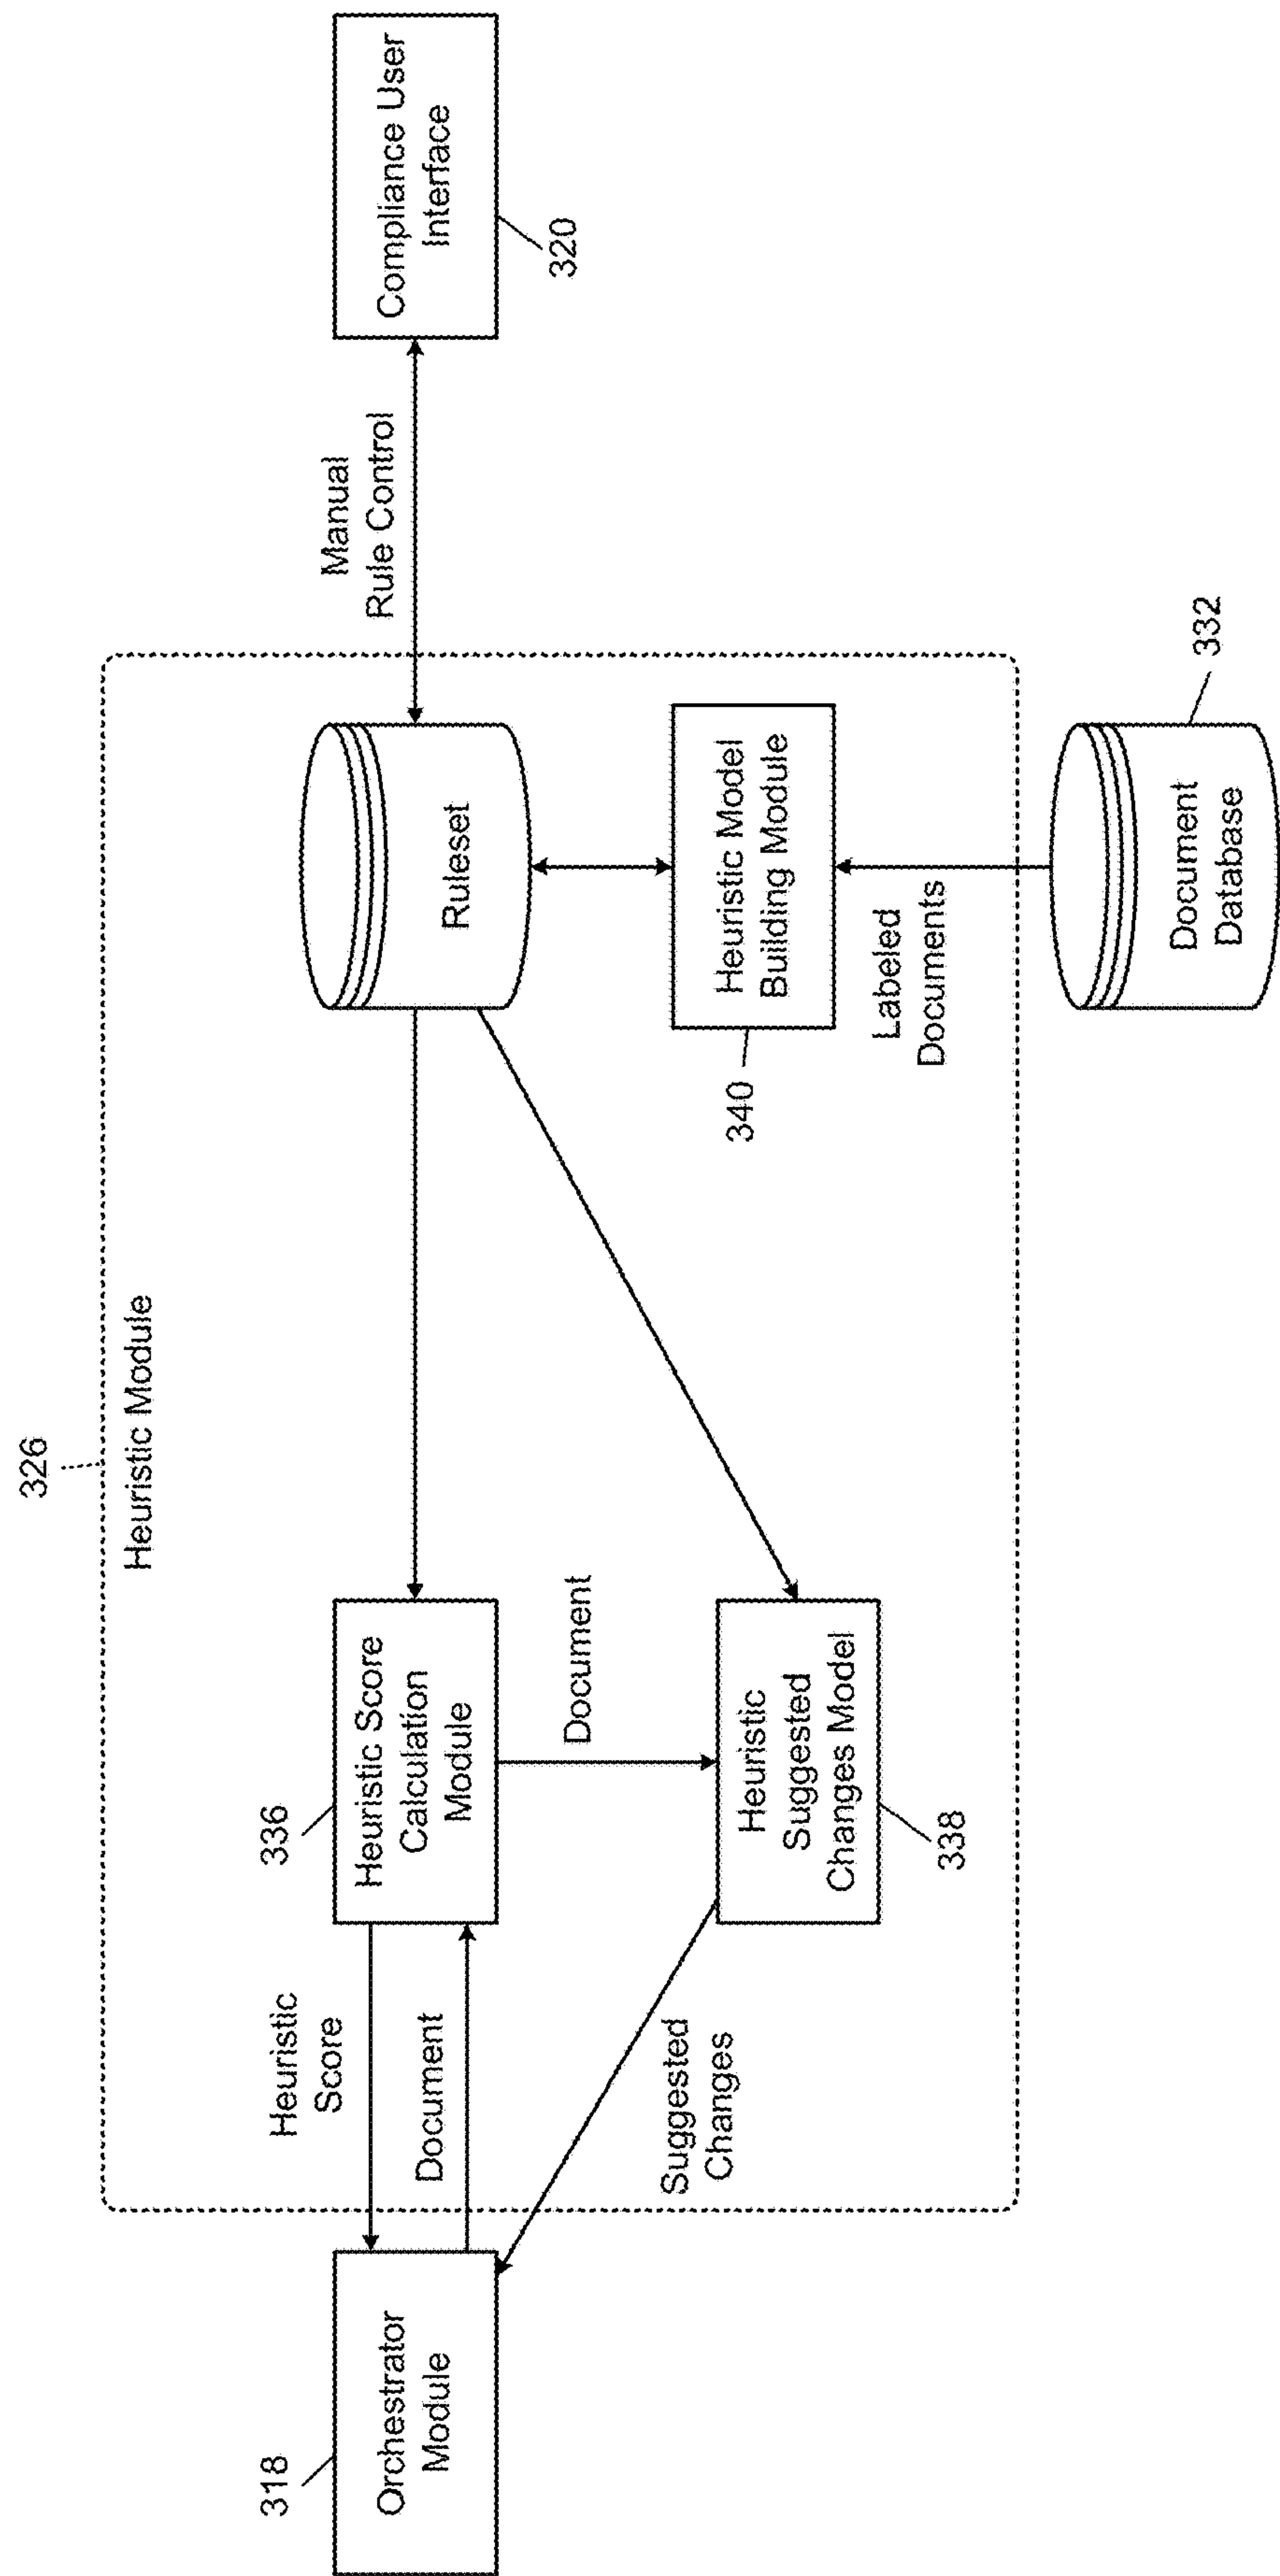 326
Heuristic Module
318
Orchestrator
Module
Heuristic
Score
Document
336
Heuristic Score
Calculation
Module
Ruleset
Manual
Rule Control
Compliance User
Interface
320
Suggested
Changes
Document
Heuristic
Suggested
Changes Model
338
Heuristic Model
Building Module
340
Labeled
Documents
332
Document
Database